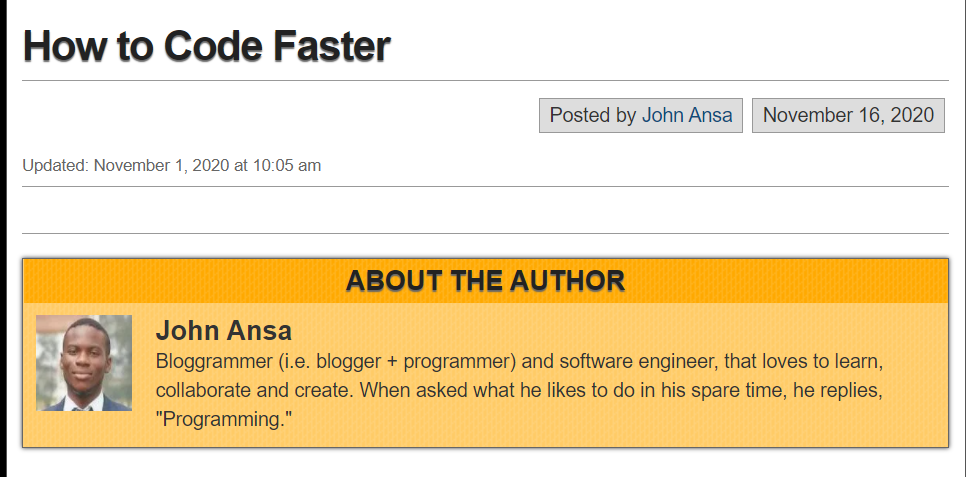 How to Code Faster
Posted by John Ansa
November 16, 2020
Updated: November 1, 2020 at 10:05 am
ABOUT THE AUTHOR
John Ansa
Bloggrammer (i.e. blogger + programmer) and software engineer, that loves to learn,
collaborate and create. When asked what he likes to do in his spare time, he replies,
"Programming."